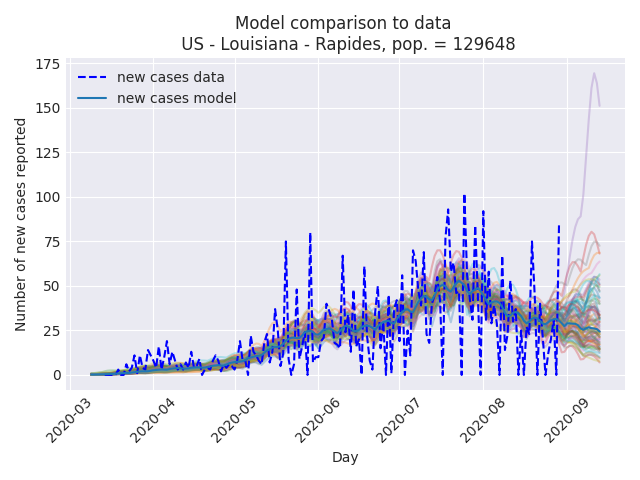 Model comparison to data
US - Louisiana - Rapides, pop. = 129648
new cases data
new cases model
Number of new cases reported
175
150
125
100
75
50
25
0
2020-03
2020-04
2020-05
2020-06
2020-07
2020-08
2020-09
Day